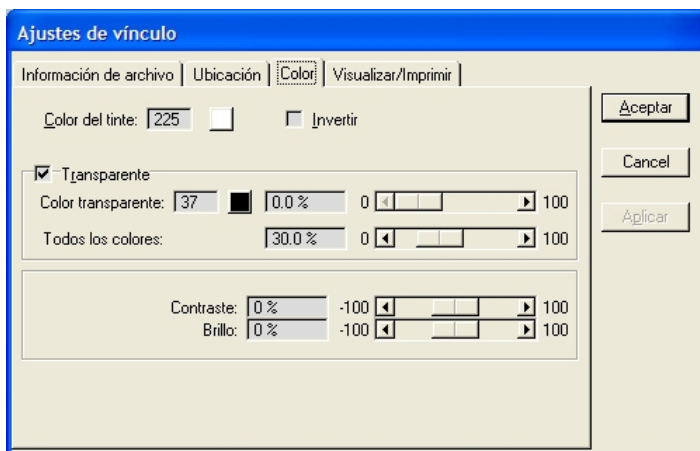 Ajustes de vínculo
Información de archivo Ubicación Color Visualizar/Imprimir
Color del tinte: 225 Invertir
Aceptar
Cancel
Aplicar
Transparente
Color transparente: 37 0.0 % 0 100
Todos los colores: 30.0 % 0 100
Contraste: 0 % -100 100
Brillo: 0 % -100 100